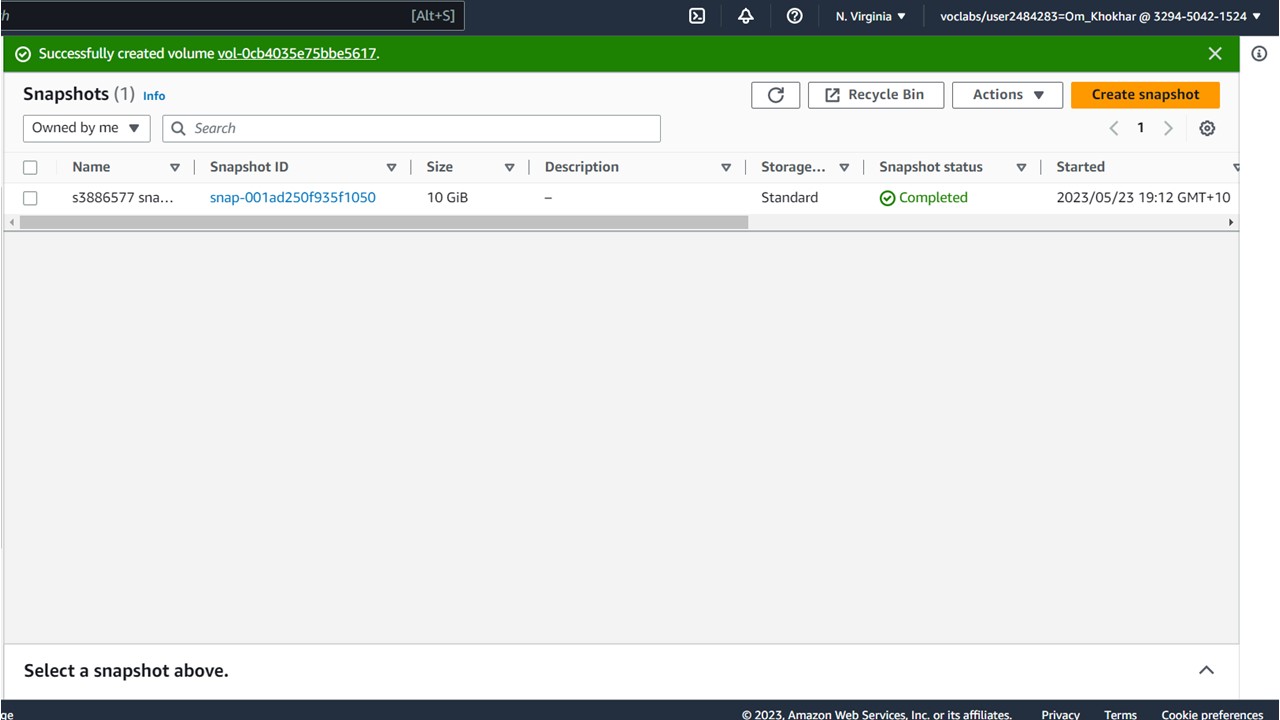 h [Alt+S] N. Virginia voclabs/user2484283=Om_Khokhar @ 3294-5042-1524
Successfully created volume vol-0cb4035e75bbe5617.
Snapshots (1) Info Recycle Bin Actions Create snapshot
Owned by me Search 1
Name Snapshot ID Size Description Storage... Snapshot status Started
s3886577 sna... snap-001ad250f935f1050 10 GiB – Standard Completed 2023/05/23 19:12 GMT+10
Select a snapshot above.
ge © 2023, Amazon Web Services, Inc. or its affiliates. Privacy Terms Cookie preferences